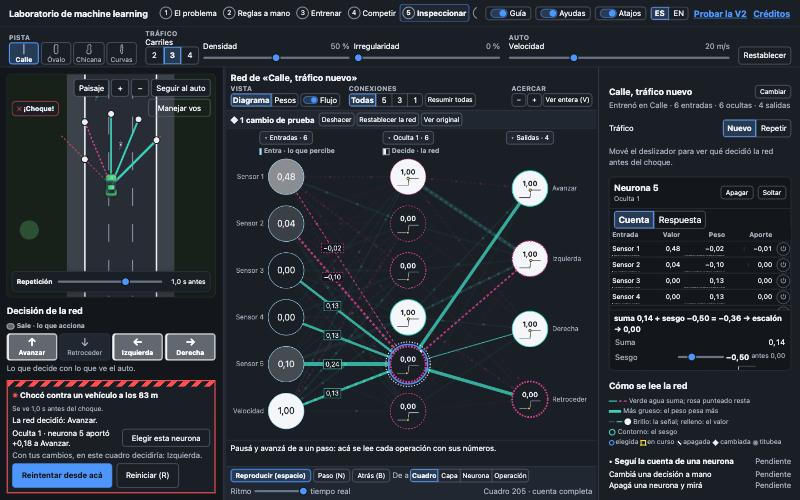 Laboratorio de machine learning
1 El problema
2 Reglas a mano
3 Entrenar
4 Competir
5 Inspeccionar
Guía
Ayudas
Atajos
ES
EN
Probar la V2
Créditos
PISTA
Calle
Óvalo
Chicana
Curvas
TRÁFICO
Carriles
2
3
4
Densidad
50 %
Irregularidad
0 %
AUTO
Velocidad
20 m/s
Restablecer
Paisaje
+
−
Seguir al auto
× ¡Choque!
Manejar vos
Repetición
1,0 s antes
Decisión de la red
Sale · lo que acciona
Avanzar
Retroceder
Izquierda
Derecha
Lo que decide con lo que ve el auto.
Chocó contra un vehículo a los 83 m
Se ve 1,0 s antes del choque.
La red decidió: Avanzar.
Oculta 1 · neurona 5 aportó
+0,18 a Avanzar.
Elegir esta neurona
Con tus cambios, en este cuadro decidiría: Izquierda.
Reintentar desde acá
Reiniciar (R)
Red de «Calle, tráfico nuevo»
VISTA
Diagrama
Pesos
Flujo
CONEXIONES
Todas
5
3
1
Resumir todas
ACERCAR
−
+
Ver entera (V)
◆ 1 cambio de prueba
Deshacer
Restablecer la red
Ver original
Entradas · 6
Oculta 1 · 6
Salidas · 4
Entra · lo que percibe
Decide · la red
Sensor 1
0,48
Sensor 2
0,04
Sensor 3
0,00
Sensor 4
0,00
Sensor 5
0,10
Velocidad
1,00
−0,02
−0,10
0,13
0,13
0,24
0,13
1,00
0,00
0,00
1,00
0,00
0,00
1,00
Avanzar
1,00
Izquierda
1,00
Derecha
0,00
Retroceder
Pausá y avanzá de a un paso: acá se lee cada operación con sus números.
Reproducir (espacio)
Paso (N)
Atrás (B)
De a
Cuadro
Capa
Neurona
Operación
Ritmo
tiempo real
Cuadro 205 · cuenta completa
Calle, tráfico nuevo
Cambiar
Entrenó en Calle · 6 entradas · 6 ocultas · 4 salidas
Tráfico
Nuevo
Repetir
Mové el deslizador para ver qué decidió la red
antes del choque.
Neurona 5
Oculta 1
Apagar
Soltar
Cuenta
Respuesta
Entrada Valor Peso Aporte
Sensor 1 0,48 −0,02 −0,01
Sensor 2 0,04 −0,10 0,00
Sensor 3 0,00 0,13 0,00
Sensor 4 0,00 0,13 0,00
suma 0,14 + sesgo −0,50 = −0,36 → escalón
→ 0,00
Suma 0,14
Sesgo −0,50 antes 0,00
Cómo se lee la red
Verde agua suma; rosa punteado resta
Más grueso: el peso pesa más
Brillo: la señal; relleno: el valor
Contorno: el sesgo
elegida en curso apagada cambiada titubea
Seguí la cuenta de una neurona Pendiente
Cambiá una decisión a mano Pendiente
Apagá una neurona y mirá Pendiente